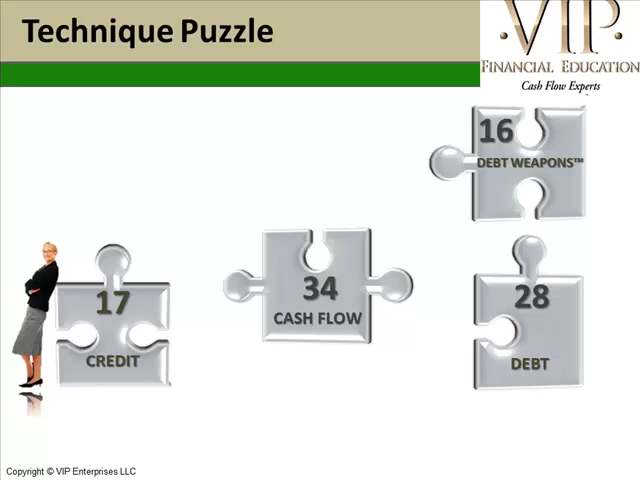 Technique Puzzle
·VIP·
FINANCIAL EDUCATION
Cash Flow Experts
16
DEBT WEAPONS™
17
CREDIT
34
CASH FLOW
28
DEBT
Copyright © VIP Enterprises LLC